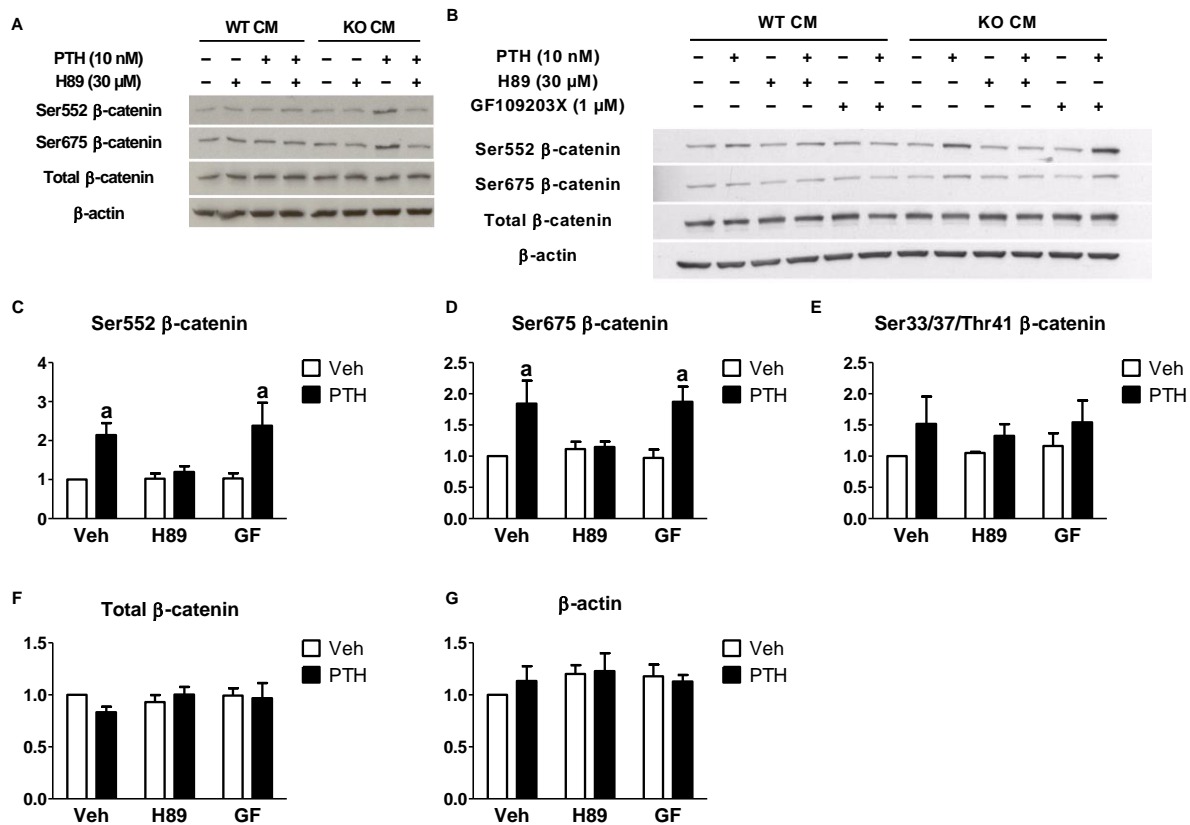 A
WT CM KO CM
PTH (10 nM) – – + + – – + +
H89 (30 µM) – + – + – + – +
Ser552 β-catenin
Ser675 β-catenin
Total β-catenin
β-actin
B
WT CM KO CM
PTH (10 nM) – + – + – + – + – + – +
H89 (30 µM) – – + + – – – – + + – –
GF109203X (1 µM) – – – – + + – – – – + +
Ser552 β-catenin
Ser675 β-catenin
Total β-catenin
β-actin
C
Ser552 β-catenin
4
3
2
1
0
a
a
Veh H89 GF
Veh
PTH
D
Ser675 β-catenin
2.5
2.0
1.5
1.0
0.5
0.0
a
a
Veh H89 GF
Veh
PTH
E
Ser33/37/Thr41 β-catenin
2.5
2.0
1.5
1.0
0.5
0.0
Veh H89 GF
Veh
PTH
F
Total β-catenin
1.5
1.0
0.5
0.0
Veh H89 GF
Veh
PTH
G
β-actin
1.5
1.0
0.5
0.0
Veh H89 GF
Veh
PTH